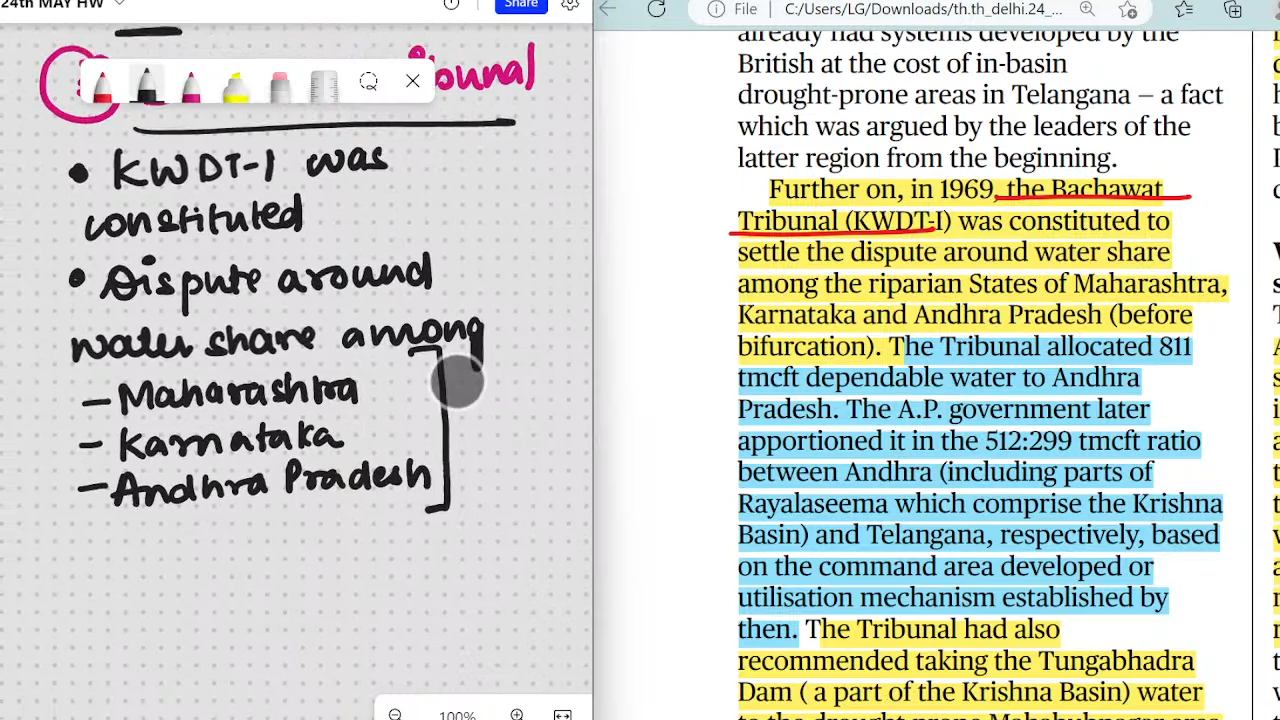 24th MAY HW
Share
File
C:/Users/LG/Downloads/th.th_delhi.24_...
• KWDT-I was
constituted
• Dispute around
water share among
- Maharashtra
- Karnataka
- Andhra Pradesh
100%
already had systems developed by the
British at the cost of in-basin
drought-prone areas in Telangana — a fact
which was argued by the leaders of the
latter region from the beginning.
Further on, in 1969, the Bachawat
Tribunal (KWDT-I) was constituted to
settle the dispute around water share
among the riparian States of Maharashtra,
Karnataka and Andhra Pradesh (before
bifurcation). The Tribunal allocated 811
tmcft dependable water to Andhra
Pradesh. The A.P. government later
apportioned it in the 512:299 tmcft ratio
between Andhra (including parts of
Rayalaseema which comprise the Krishna
Basin) and Telangana, respectively, based
on the command area developed or
utilisation mechanism established by
then. The Tribunal had also
recommended taking the Tungabhadra
Dam ( a part of the Krishna Basin) water